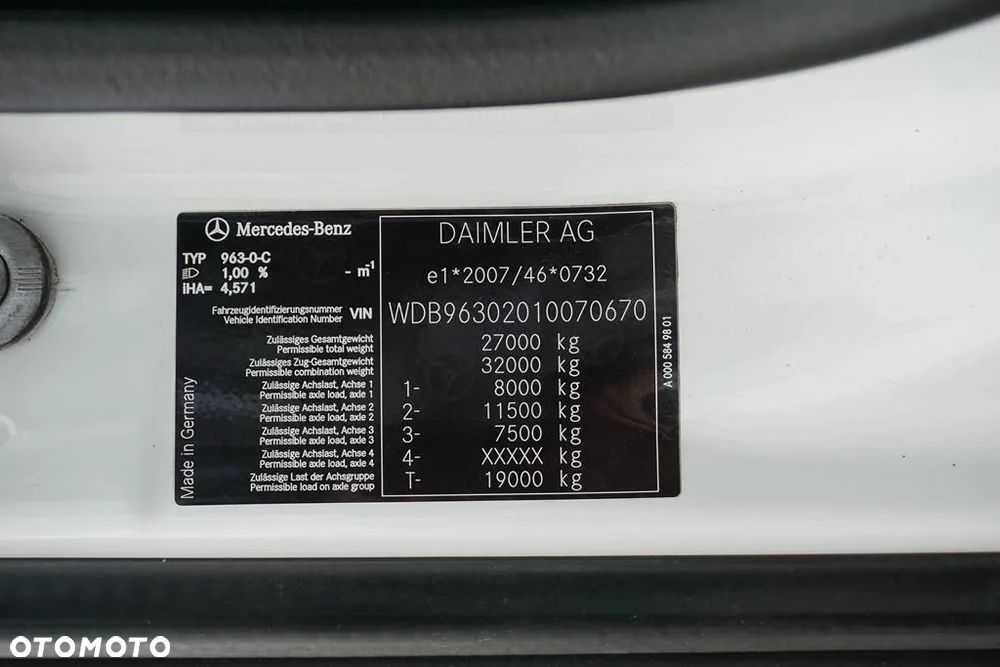 Mercedes-Benz
TYP 963-0-C
1,00 % - m-1
iHA= 4,571
DAIMLER AG
e1*2007/46*0732
Fahrzeugidentifizierungsnummer
Vehicle Identification Number VIN WDB96302010070670
Zulässiges Gesamtgewicht
Permissible total weight 27000 kg
Zulässiges Zug-Gesamtgewicht
Permissible combination weight 32000 kg
Zulässige Achslast, Achse 1
Permissible axle load, axle 1 1- 8000 kg
Zulässige Achslast, Achse 2
Permissible axle load, axle 2 2- 11500 kg
Zulässige Achslast, Achse 3
Permissible axle load, axle 3 3- 7500 kg
Zulässige Achslast, Achse 4
Permissible axle load, axle 4 4- XXXXX kg
Zulässige Last der Achsgruppe
Permissible load on axle group T- 19000 kg
Made in Germany
A 000 584 98 01
OTOMOTO